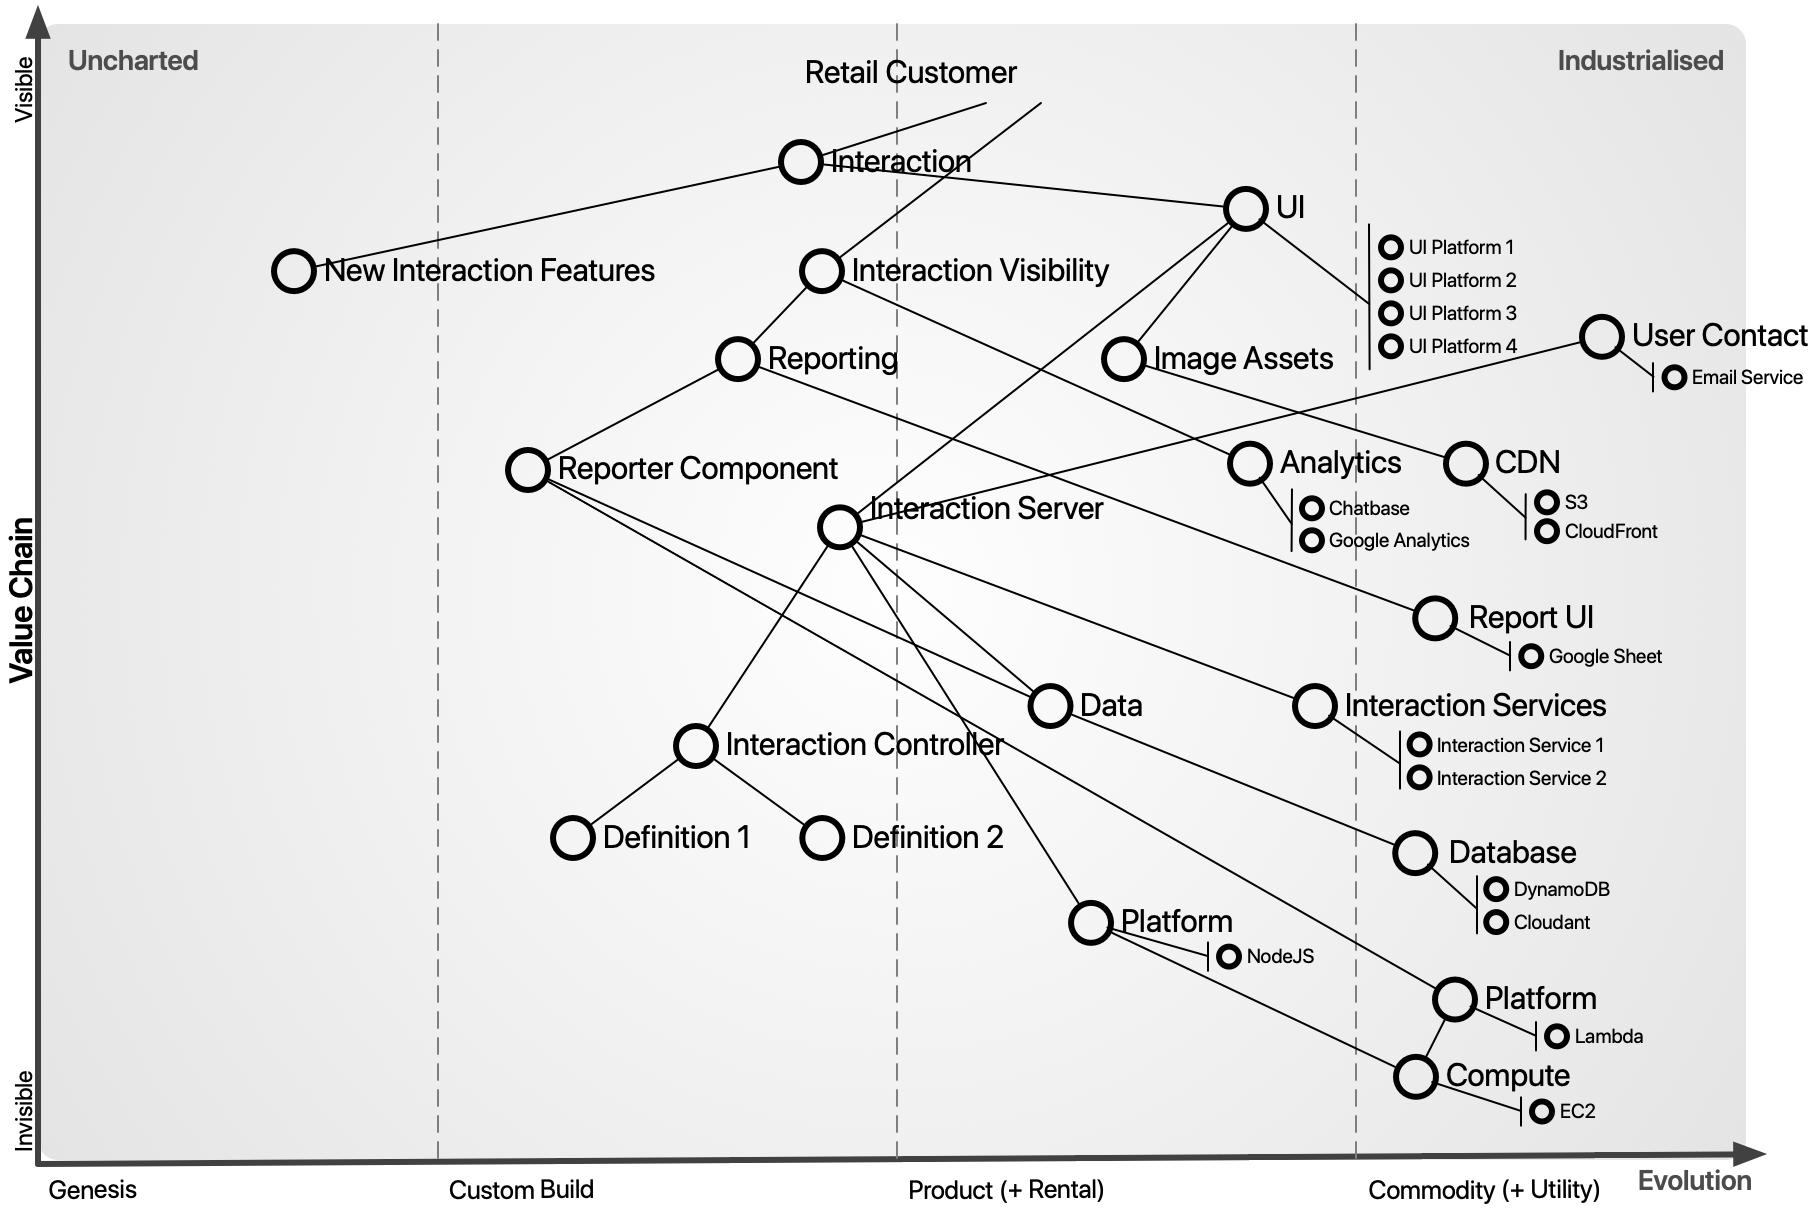 Uncharted
Industrialised
Visible
Retail Customer
Interaction
UI
New Interaction Features
Interaction Visibility
UI Platform 1
UI Platform 2
UI Platform 3
UI Platform 4
User Contact
Email Service
Reporting
Image Assets
Reporter Component
Analytics
CDN
S3
CloudFront
Chatbase
Google Analytics
Interaction Server
Value Chain
Report UI
Google Sheet
Data
Interaction Services
Interaction Service 1
Interaction Service 2
Interaction Controller
Definition 1
Definition 2
Database
DynamoDB
Cloudant
Platform
NodeJS
Platform
Lambda
Compute
EC2
Invisible
Genesis
Custom Build
Product (+ Rental)
Commodity (+ Utility)
Evolution